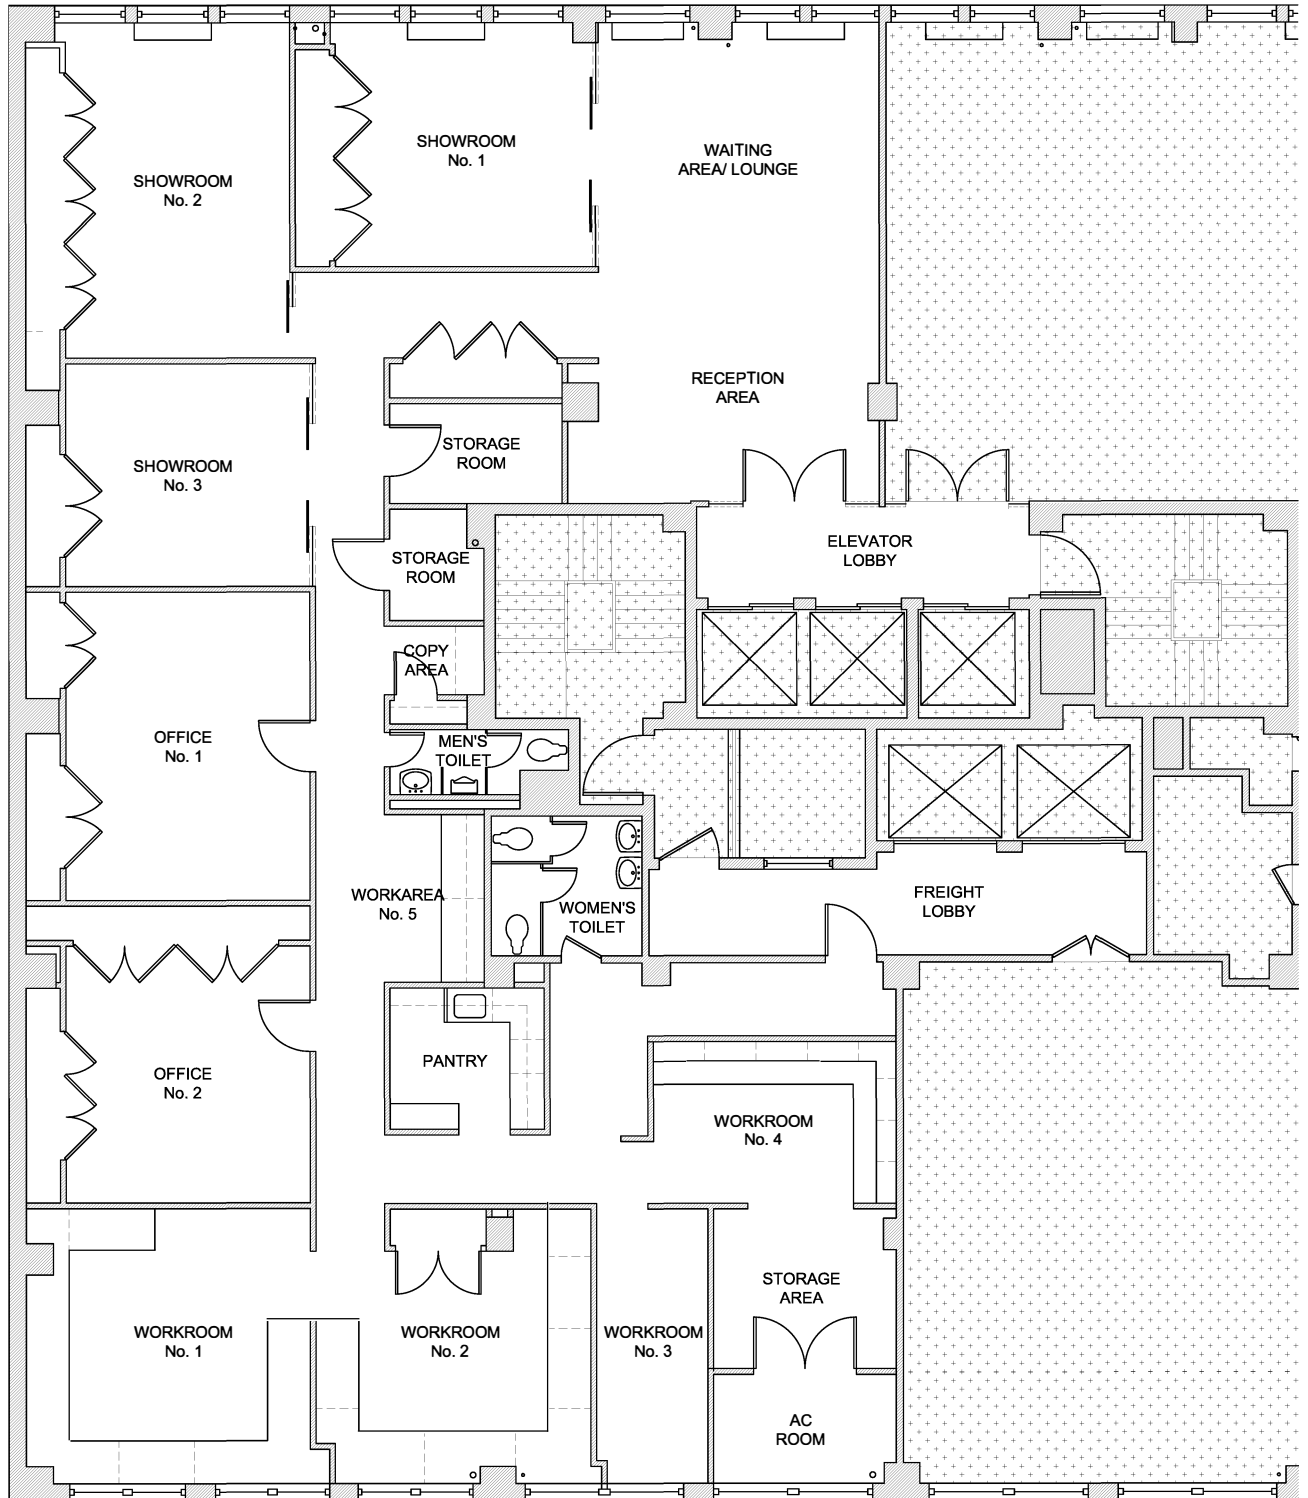 SHOWROOM
No. 1
WAITING
AREA/ LOUNGE
SHOWROOM
No. 2
RECEPTION
AREA
STORAGE
ROOM
SHOWROOM
No. 3
ELEVATOR
LOBBY
STORAGE
ROOM
COPY
AREA
OFFICE
No. 1
MEN'S
TOILET
WORKAREA
No. 5
WOMEN'S
TOILET
FREIGHT
LOBBY
PANTRY
OFFICE
No. 2
WORKROOM
No. 4
STORAGE
AREA
WORKROOM
No. 1
WORKROOM
No. 2
WORKROOM
No. 3
AC
ROOM